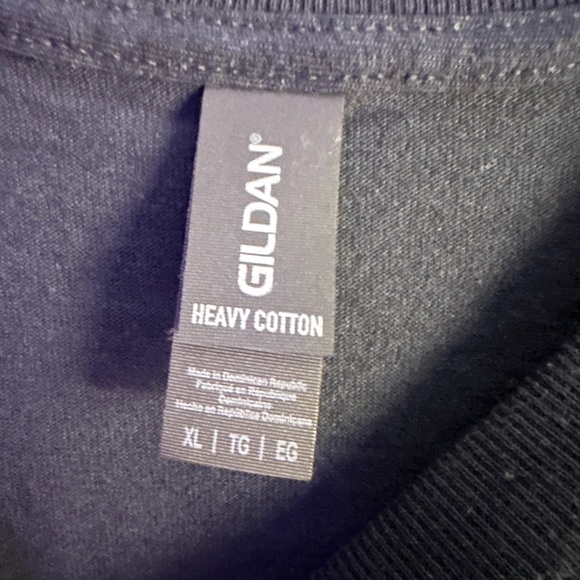 GILDAN®
HEAVY COTTON
Made in Dominican Republic
Fabriqué en République
Dominicaine
Hecho en República Dominicana
XL | TG | EG